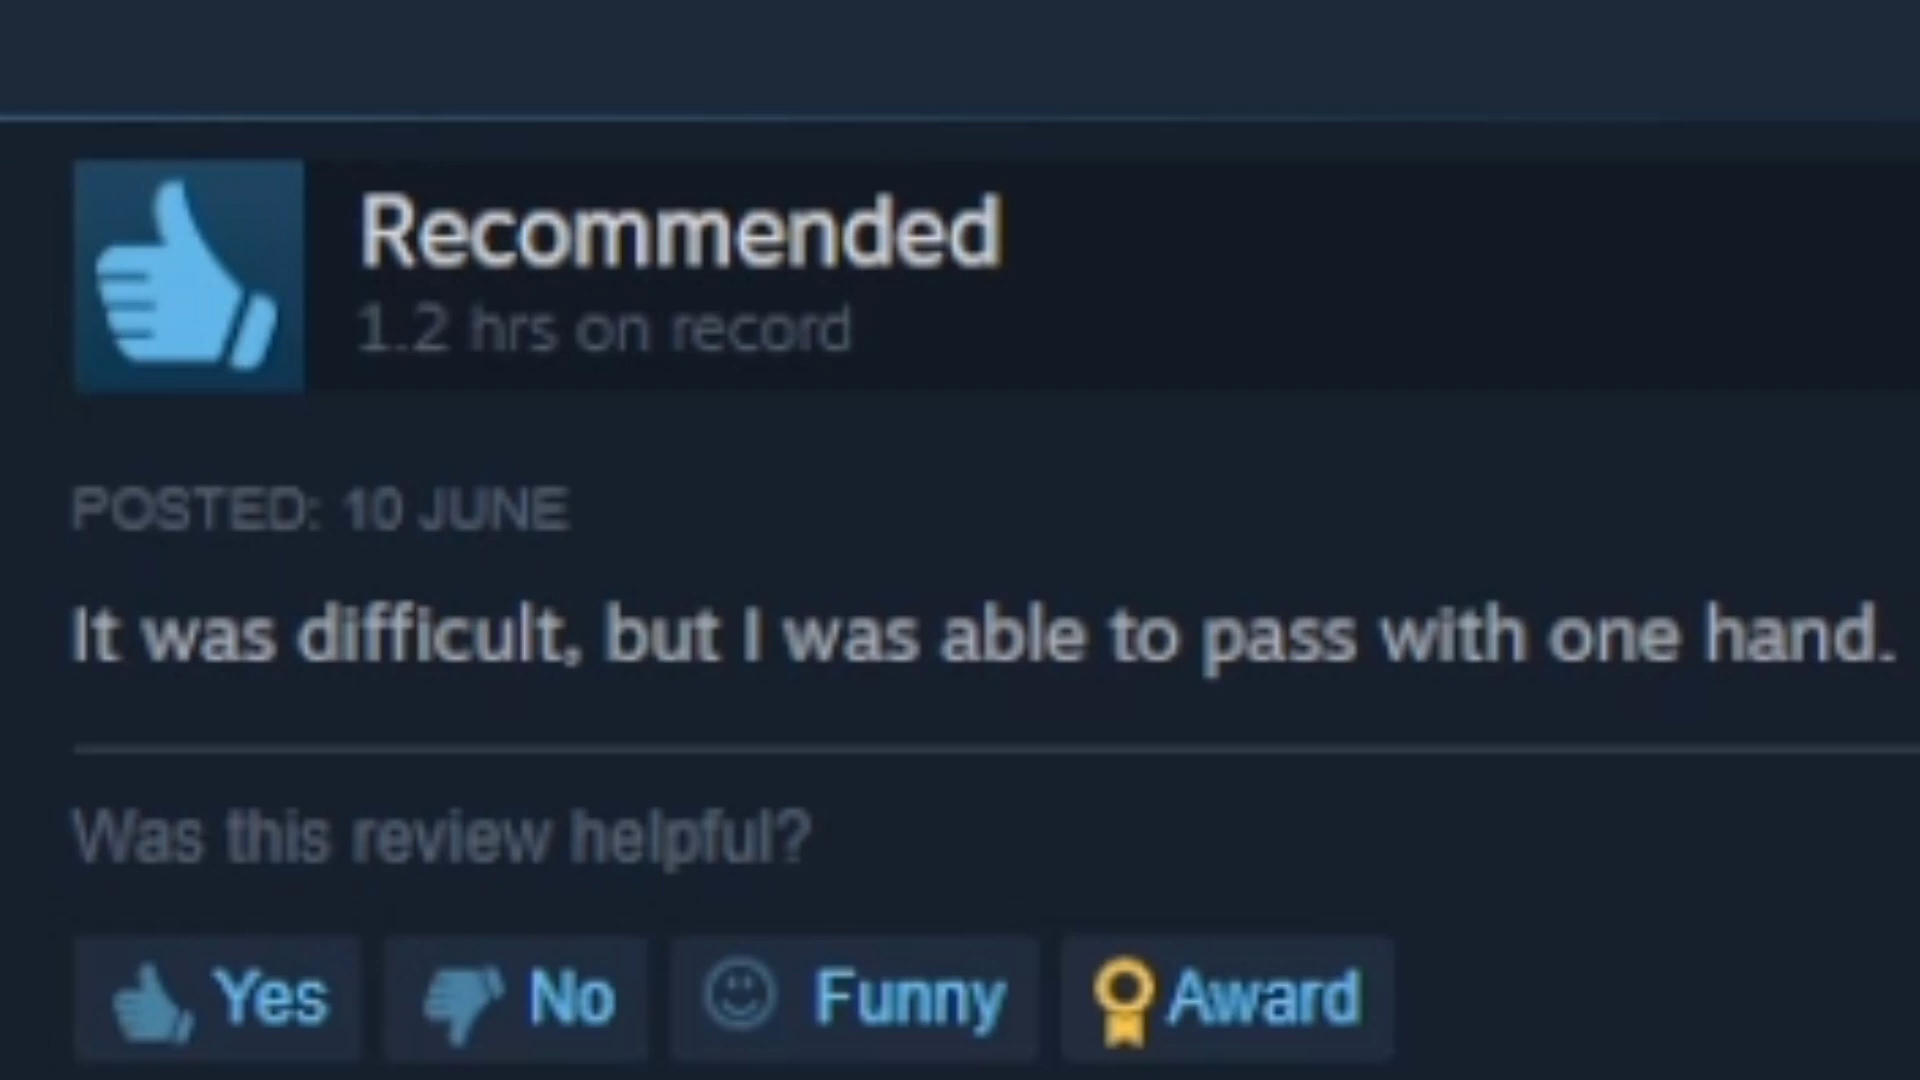 Recommended
1.2 hrs on record
POSTED: 10 JUNE
It was difficult, but I was able to pass with one hand.
Was this review helpful?
Yes No Funny Award